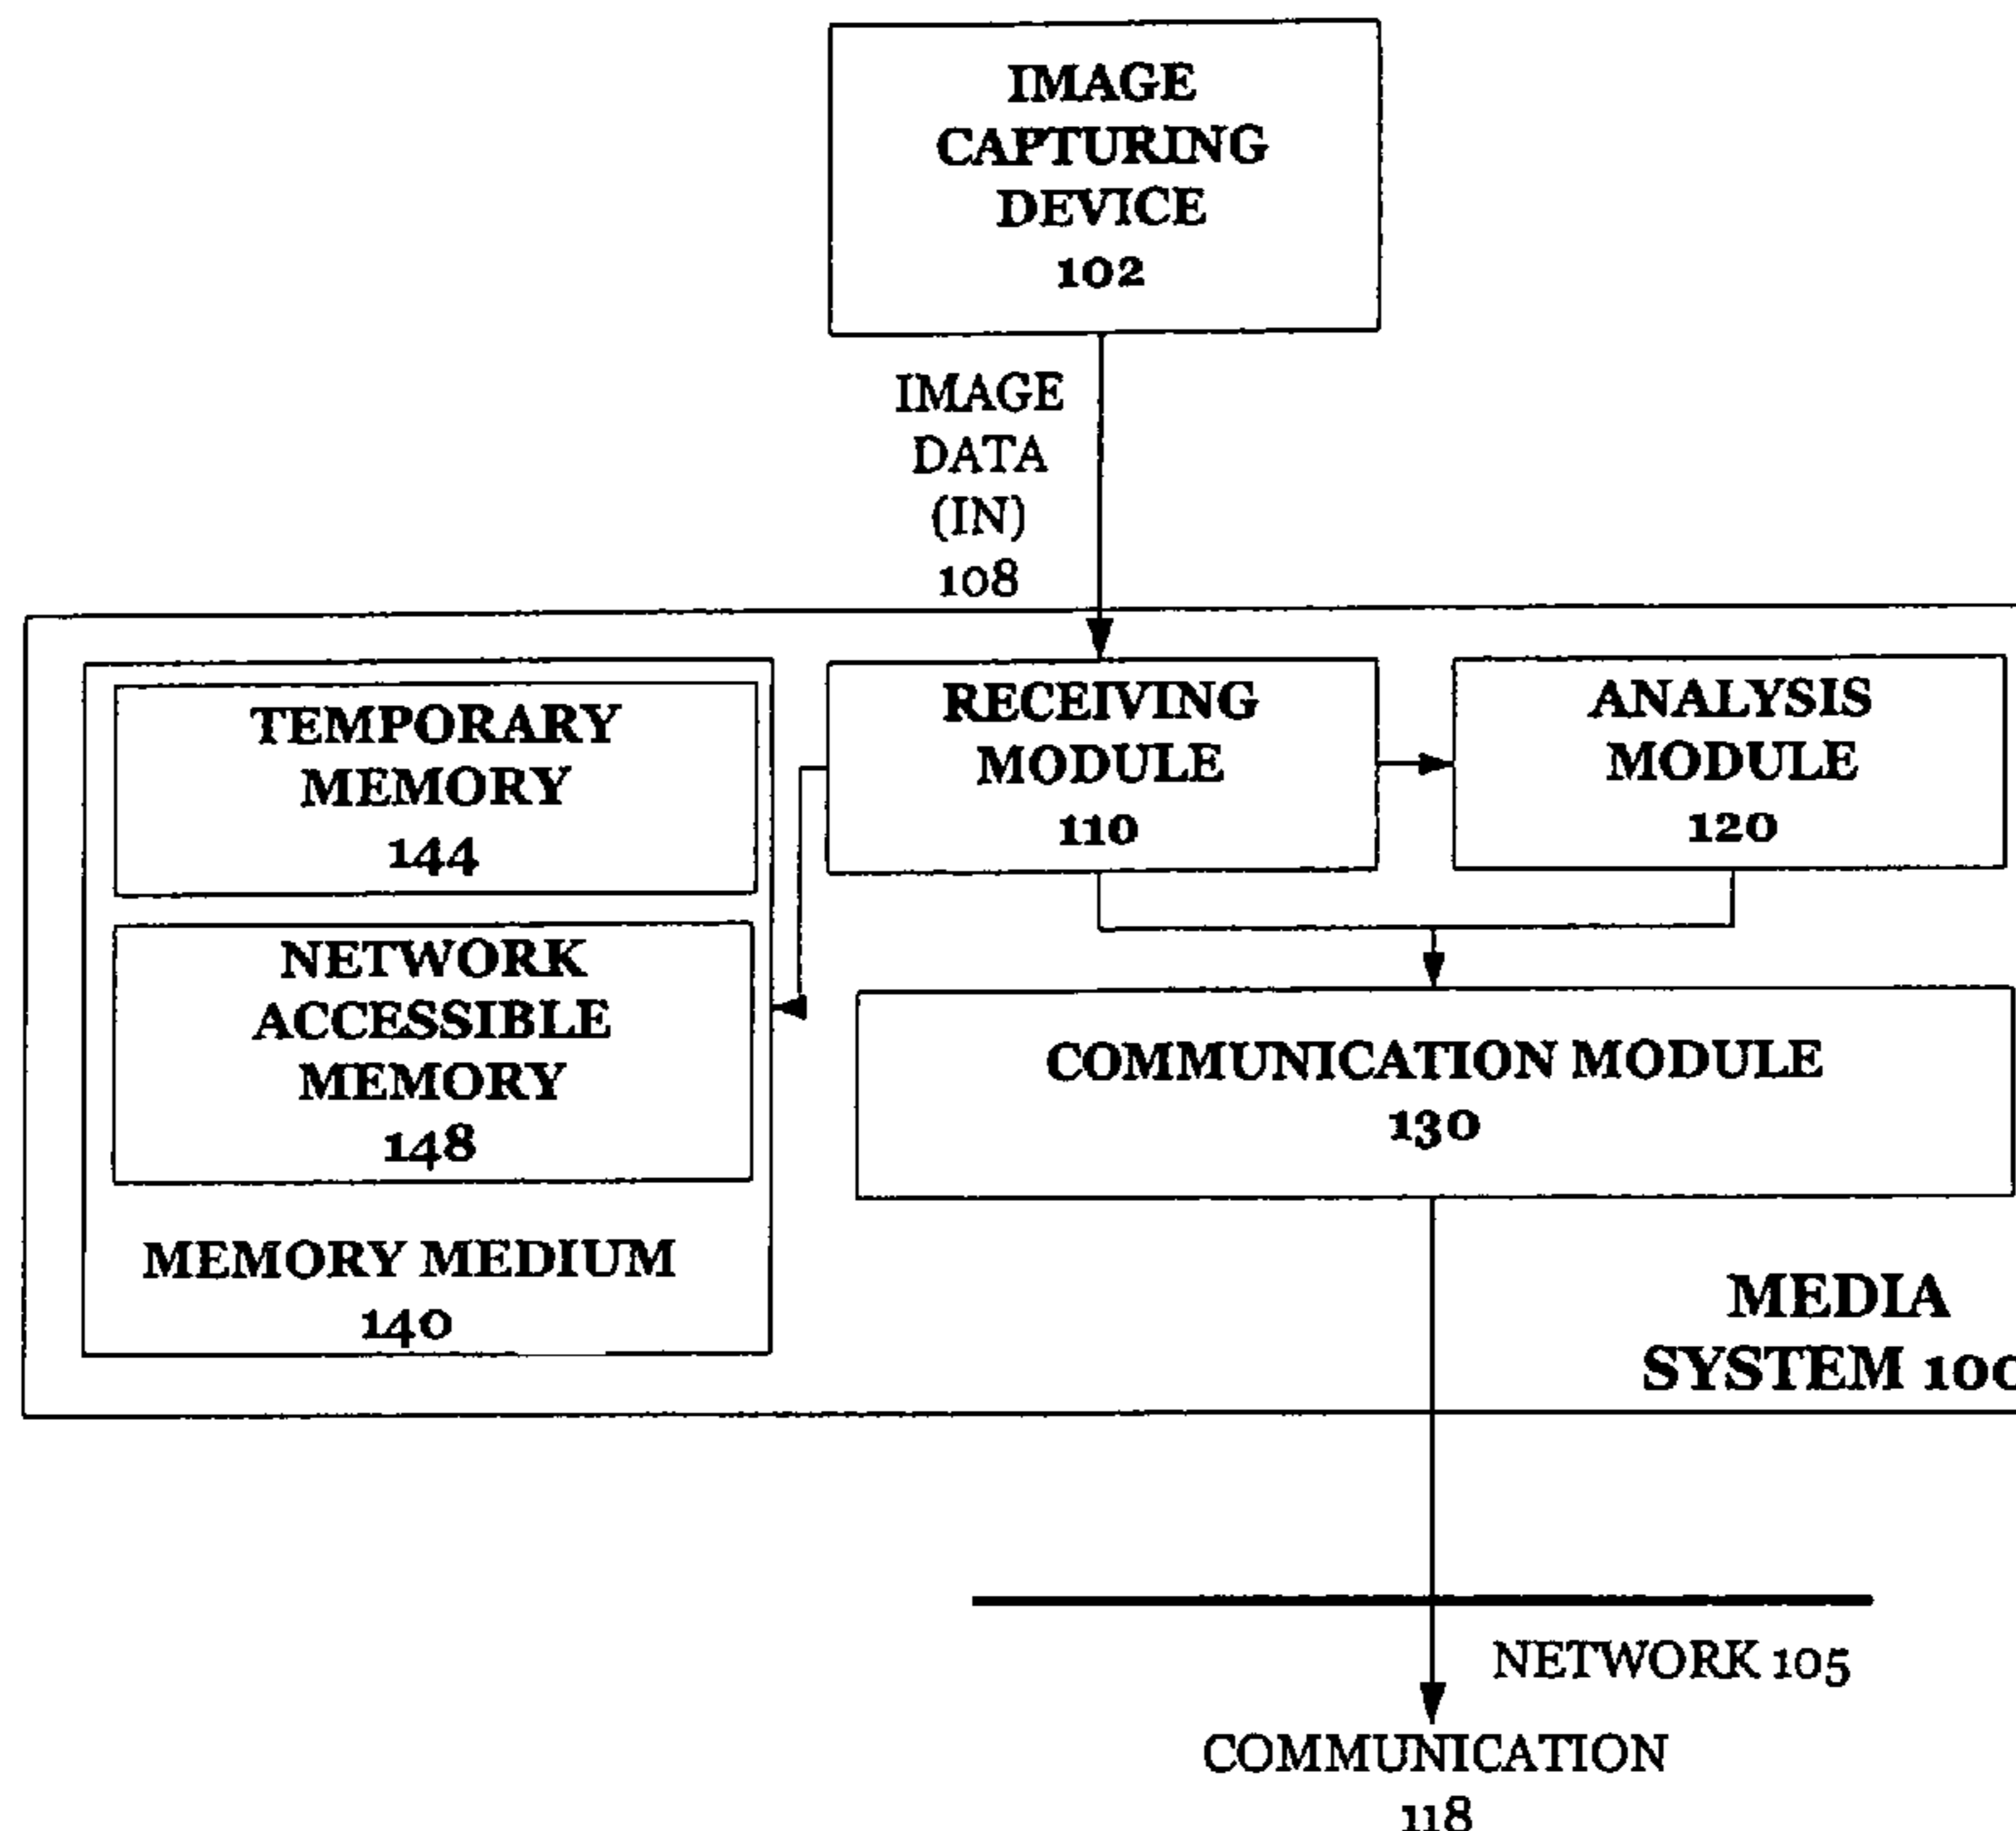 IMAGE
CAPTURING
DEVICE
102
IMAGE
DATA
(IN)
108
TEMPORARY
MEMORY
144
NETWORK
ACCESSIBLE
MEMORY
148
MEMORY MEDIUM
140
RECEIVING
MODULE
110
ANALYSIS
MODULE
120
COMMUNICATION MODULE
130
MEDIA
SYSTEM 100
NETWORK 105
COMMUNICATION
118